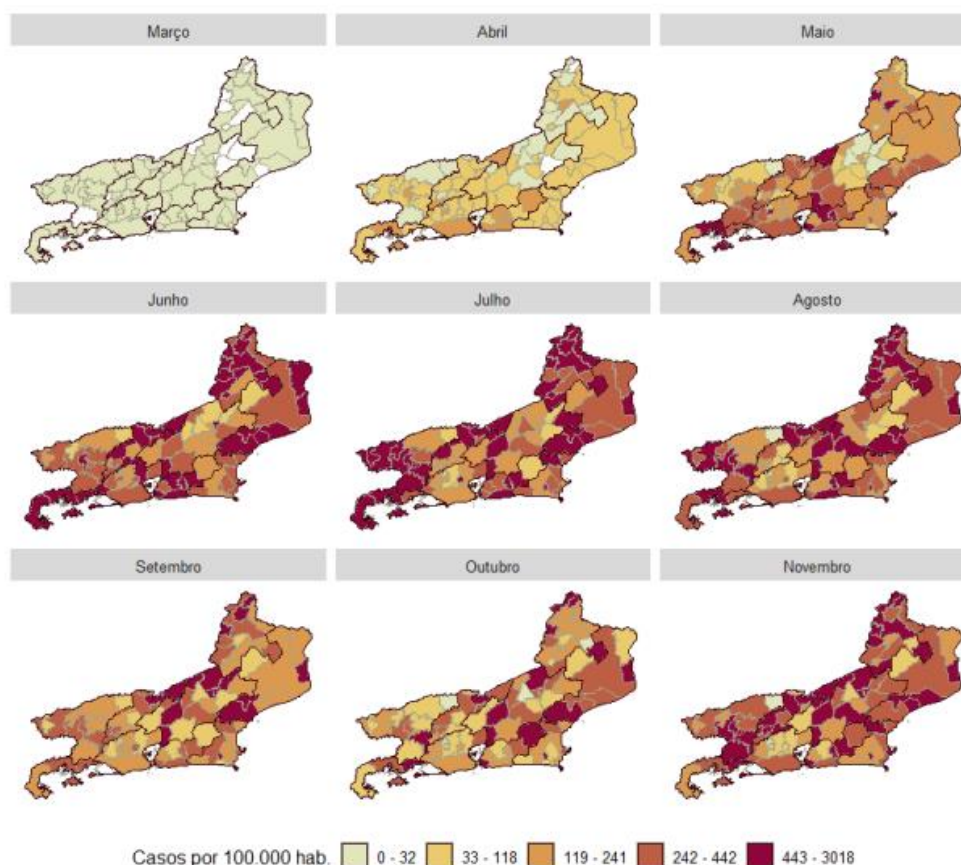 Março
Abril
Maio
Junho
Julho
Agosto
Setembro
Outubro
Novembro
Casos por 100.000 hab. 0 - 32 33 - 118 119 - 241 242 - 442 443 - 3018